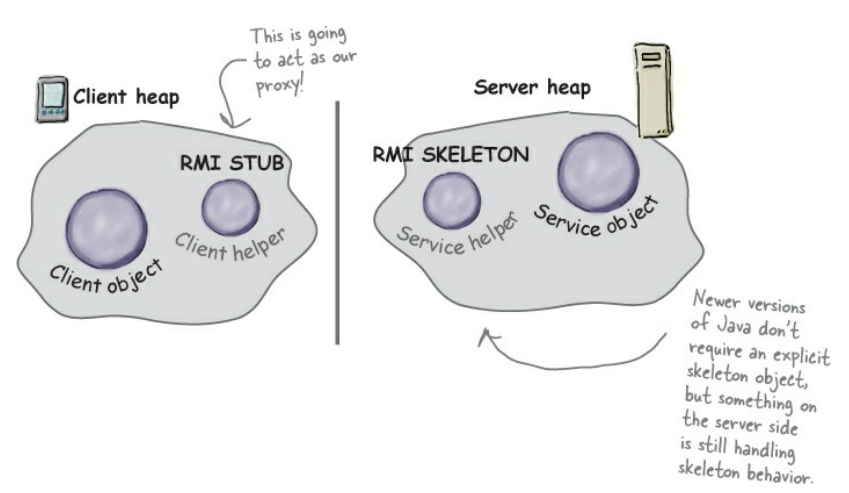 This is going
to act as our
proxy!
Client heap
Server heap
RMI STUB
RMI SKELETON
Client object
Client helper
Service helper
Service object
Newer versions
of Java don't
require an explicit
skeleton object,
but something on
the server side
is still handling
skeleton behavior.